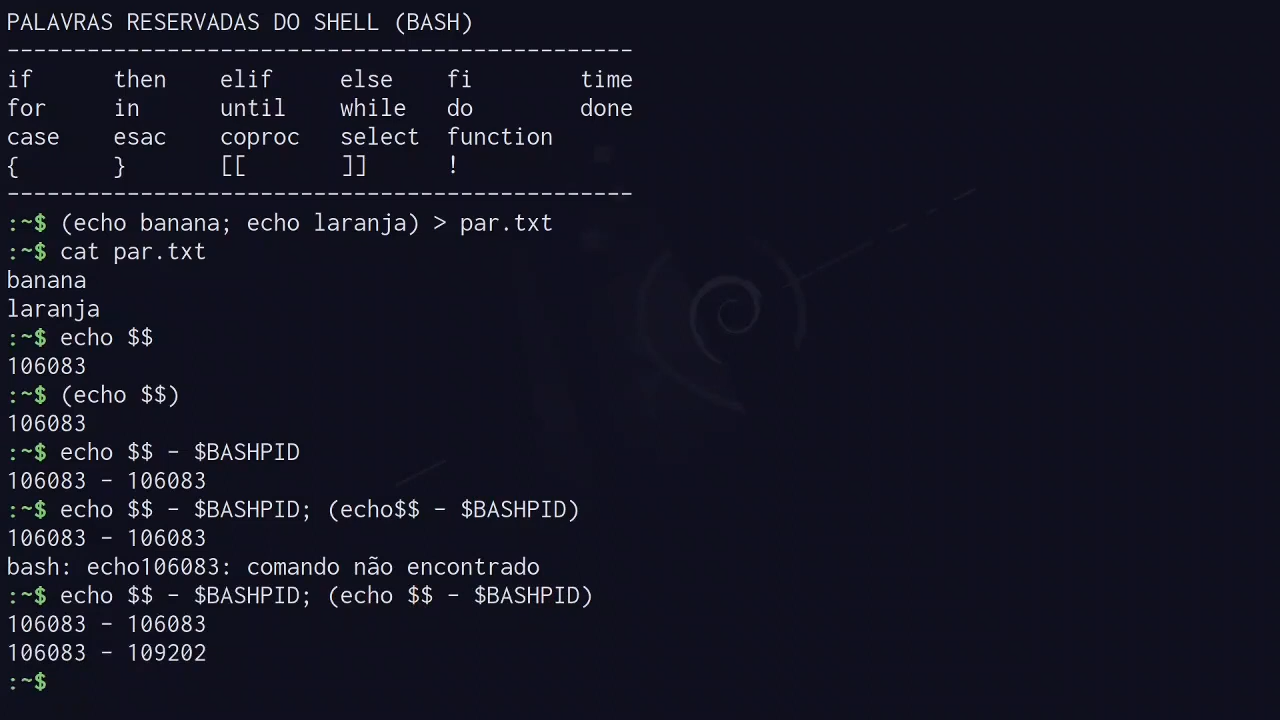 PALAVRAS RESERVADAS DO SHELL (BASH)
-----------------------------------------------
if then elif else fi time
for in until while do done
case esac coproc select function
{ } [[ ]] !
-----------------------------------------------
:~$ (echo banana; echo laranja) > par.txt
:~$ cat par.txt
banana
laranja
:~$ echo $$
106083
:~$ (echo $$)
106083
:~$ echo $$ - $BASHPID
106083 - 106083
:~$ echo $$ - $BASHPID; (echo$$ - $BASHPID)
106083 - 106083
bash: echo106083: comando não encontrado
:~$ echo $$ - $BASHPID; (echo $$ - $BASHPID)
106083 - 106083
106083 - 109202
:~$